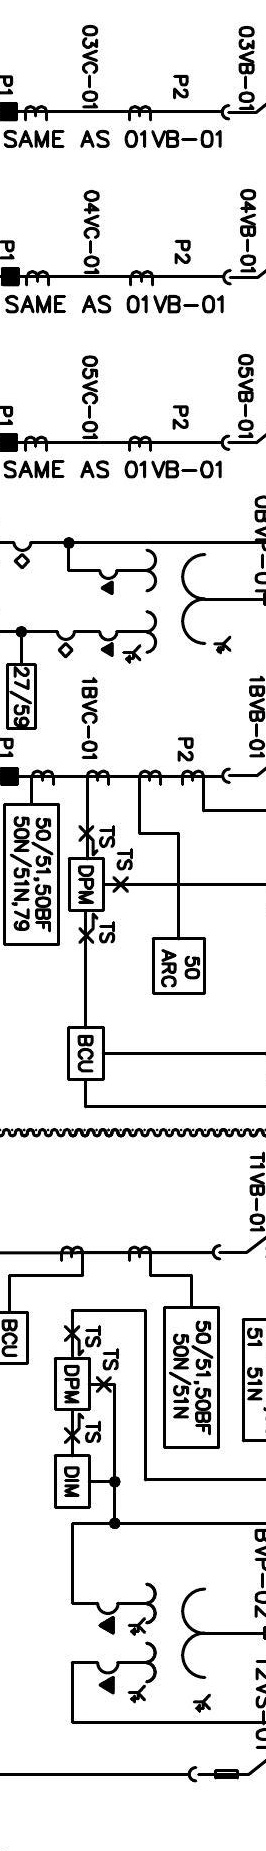 03VB-01
03VC-01
P2
P1
SAME AS 01VB-01
04VB-01
04VC-01
P2
P1
SAME AS 01VB-01
05VB-01
05VC-01
P2
P1
SAME AS 01VB-01
27/59
1BVB-01
1BVC-01
P2
P1
50/51,50BF
50N/51N,79
TS
TS
DPM
TS
50
ARC
BCU
T1VB-01
BCU
50/51,50BF
50N/51N
51 51N
TS
TS
DPM
TS
DIM
BVP-02
T2VS-01